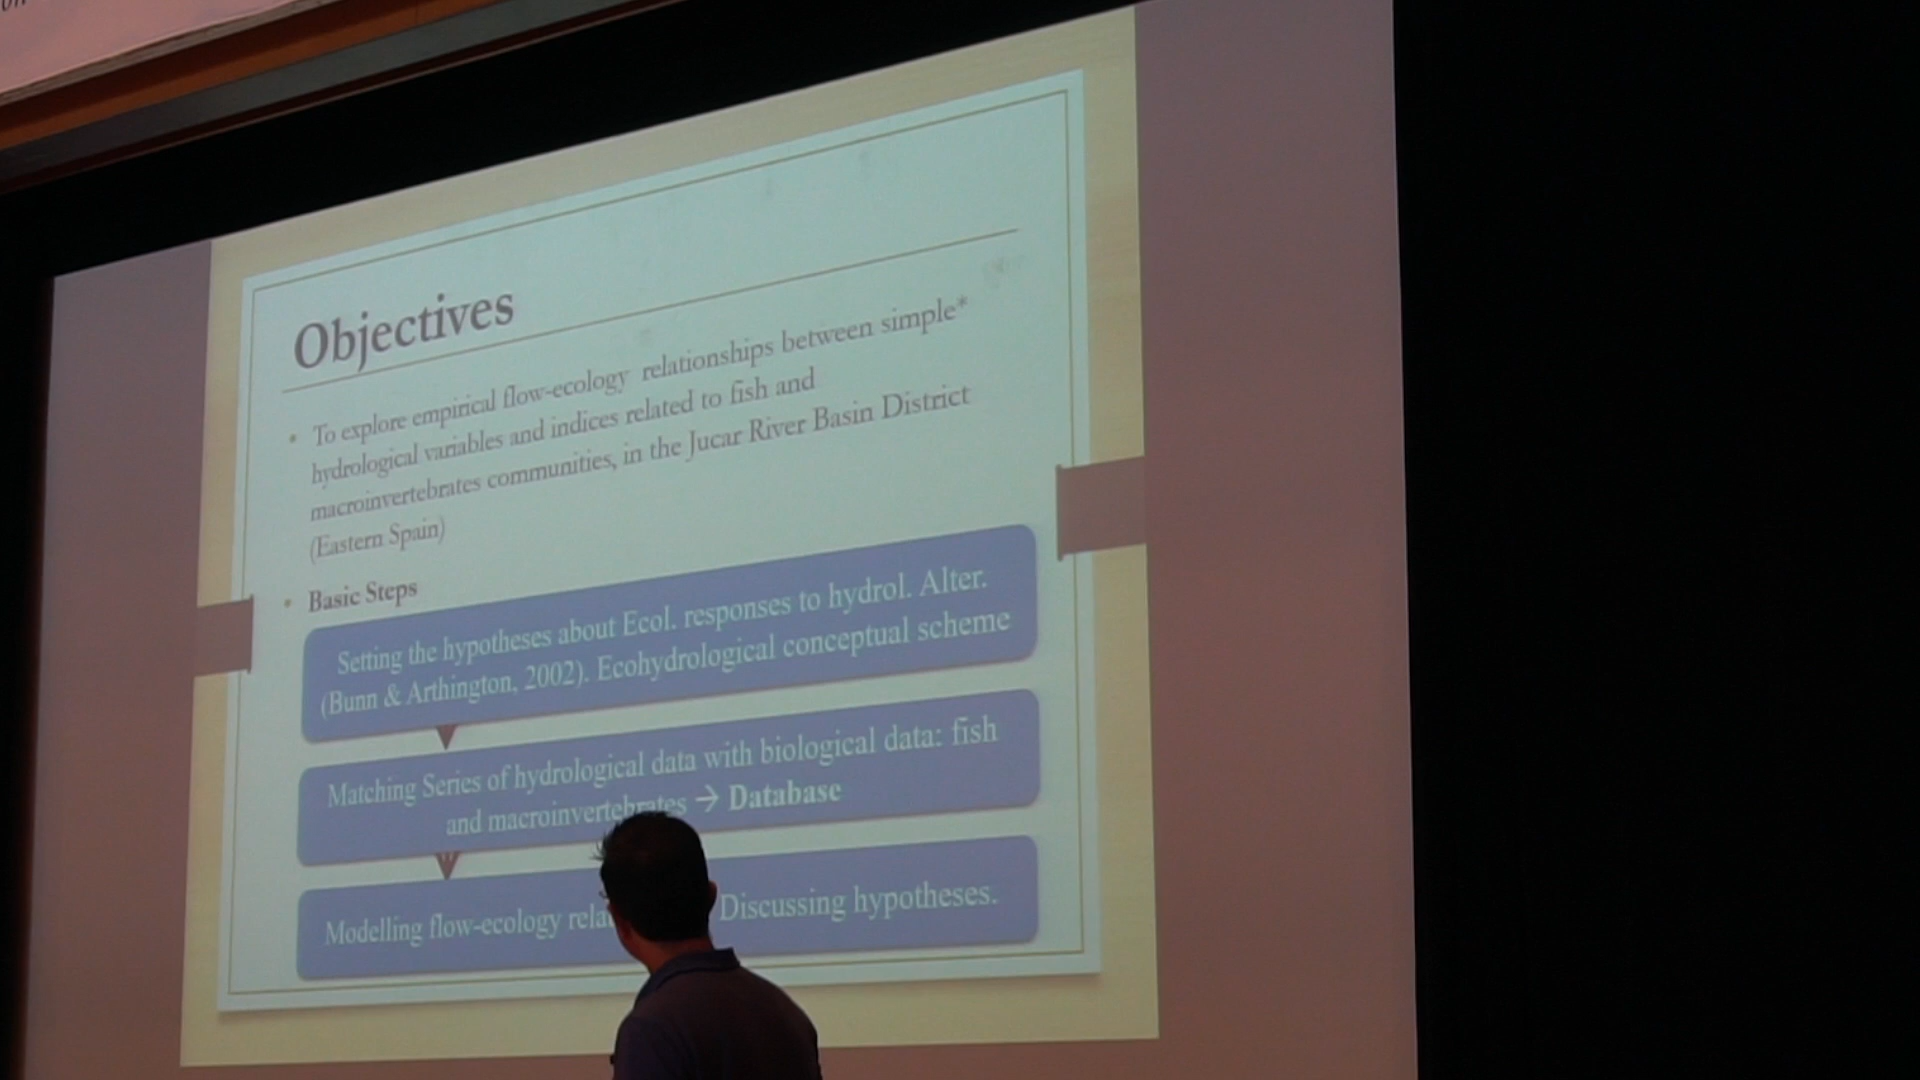 Objectives
• To explore empirical flow-ecology relationships between simple*
hydrological variables and indices related to fish and
macroinvertebrates communities, in the Jucar River Basin District
(Eastern Spain)
• Basic Steps
Setting the hypotheses about Ecol. responses to hydrol. Alter.
(Bunn & Arthington, 2002). Ecohydrological conceptual scheme
Matching Series of hydrological data with biological data: fish
and macroinvertebrates → Database
Modelling flow-ecology Discussing hypotheses.